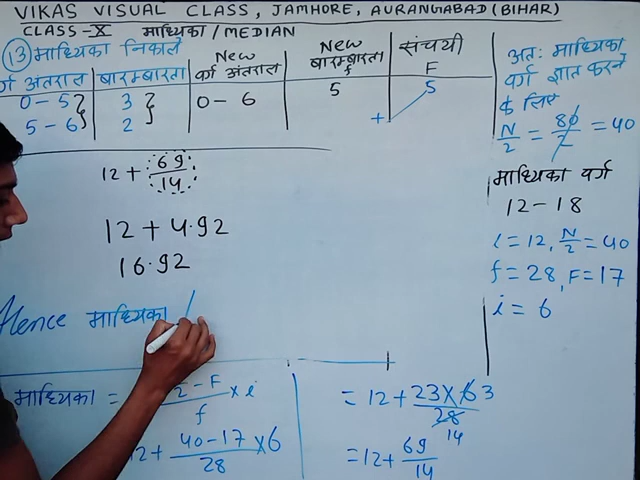 VIKAS VISUAL CLASS, JAMHORE, AURANGABAD (BIHAR)
CLASS-X माध्यिका / MEDIAN
(13) माध्यिका निकालें
अंतराल बारम्बारता New वर्ग अंतराल New बारम्बारता f संचयी F
0-5 } 3 } 0-6 5 5
5-6 } 2 } +
अतः माध्यिका
वर्ग ज्ञात करने
के लिए
N/2 = 80/2 = 40
माध्यिका वर्ग
12-18
l = 12, N/2 = 40
f = 28, F = 17
i = 6
12 + 69/14
12 + 4.92
16.92
Hence माध्यिका
माध्यिका = 2 - F / f × i
12 + 40-17/28 × 6
= 12 + 23×6 3/28 14
= 12 + 69/14